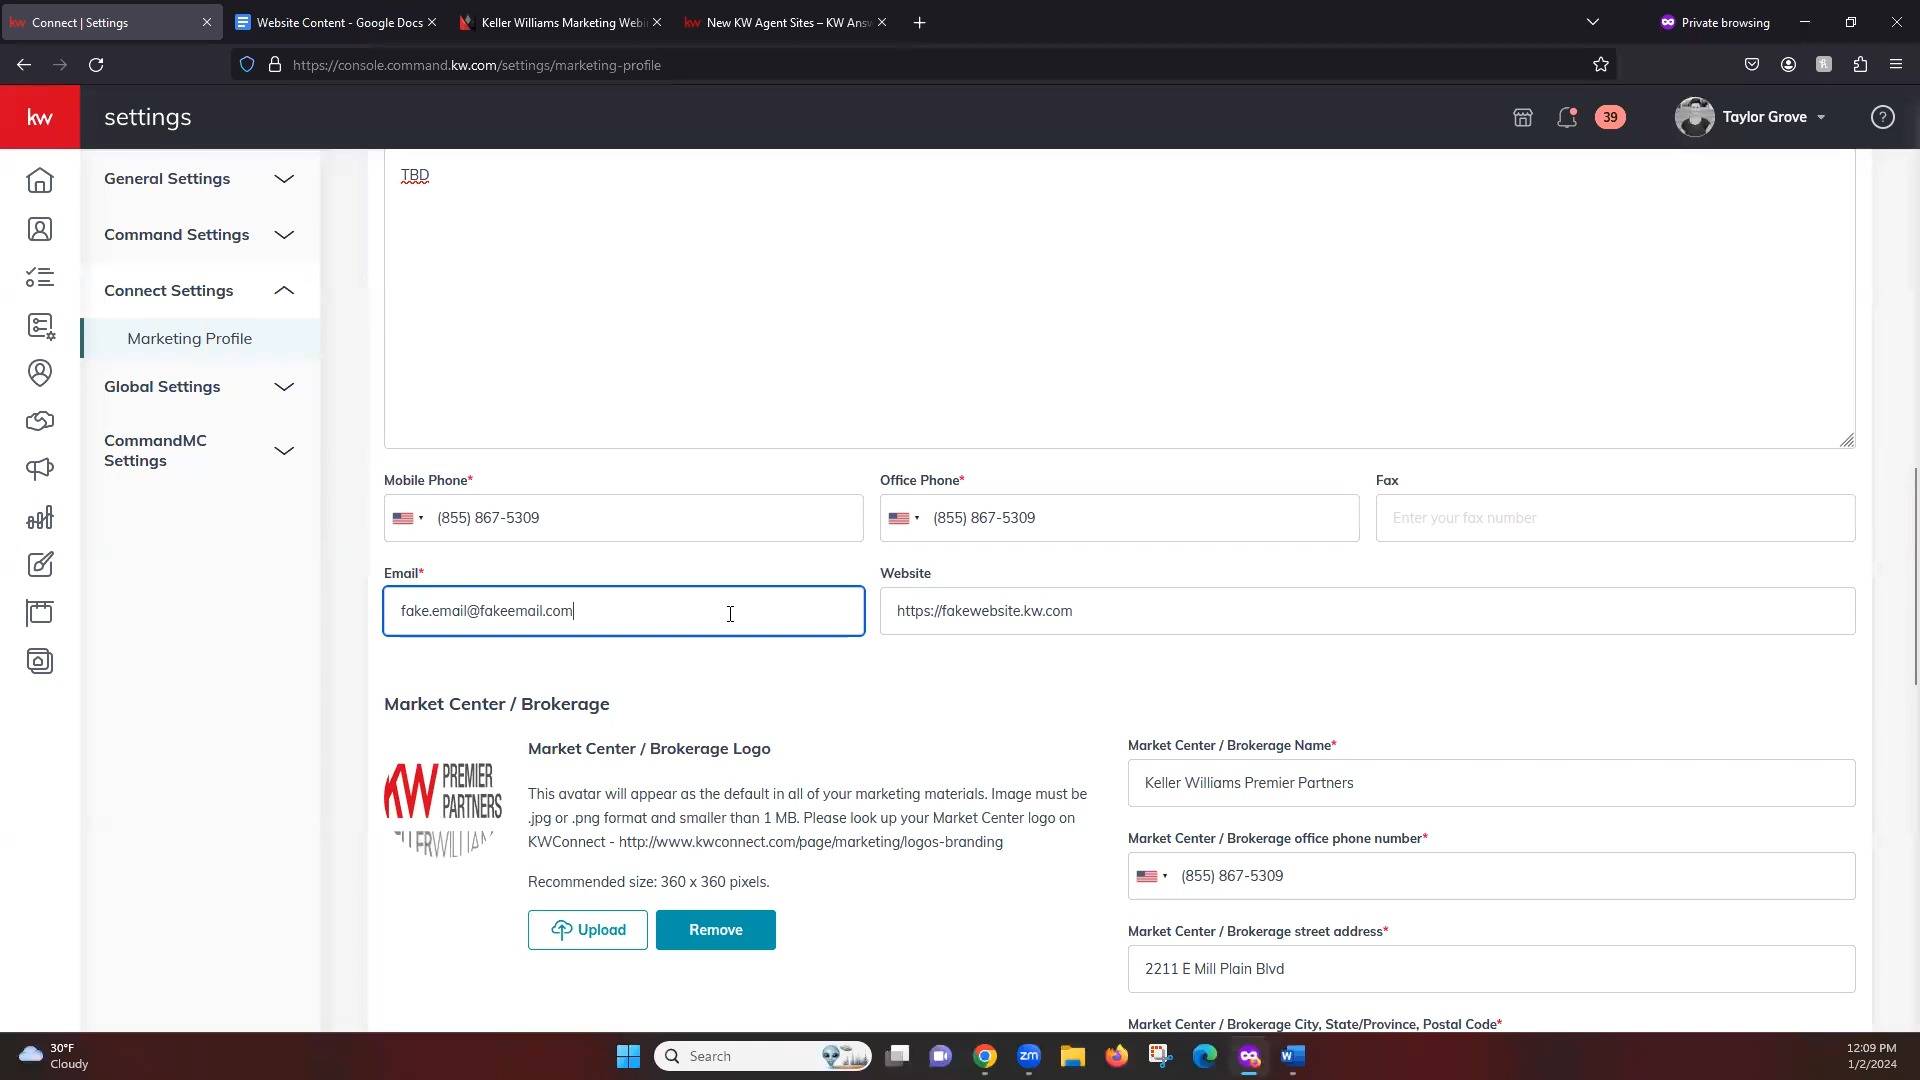 kw Connect | Settings
Website Content - Google Docs
Keller Williams Marketing Webi
kw New KW Agent Sites – KW Ans
Private browsing
https://console.command.kw.com/settings/marketing-profile
kw
settings
39
Taylor Grove
?
General Settings
Command Settings
Connect Settings
Marketing Profile
Global Settings
CommandMC
Settings
TBD
Mobile Phone*
Office Phone*
Fax
(855) 867-5309
(855) 867-5309
Enter your fax number
Email*
Website
fake.email@fakeemail.com
https://fakewebsite.kw.com
Market Center / Brokerage
KW PREMIER
PARTNERS
Market Center / Brokerage Logo
This avatar will appear as the default in all of your marketing materials. Image must be
.jpg or .png format and smaller than 1 MB. Please look up your Market Center logo on
KWConnect - http://www.kwconnect.com/page/marketing/logos-branding
Recommended size: 360 x 360 pixels.
Upload
Remove
Market Center / Brokerage Name*
Keller Williams Premier Partners
Market Center / Brokerage office phone number*
(855) 867-5309
Market Center / Brokerage street address*
2211 E Mill Plain Blvd
Market Center / Brokerage City, State/Province, Postal Code*
30°F
Cloudy
Search
zm
12:09 PM
1/2/2024